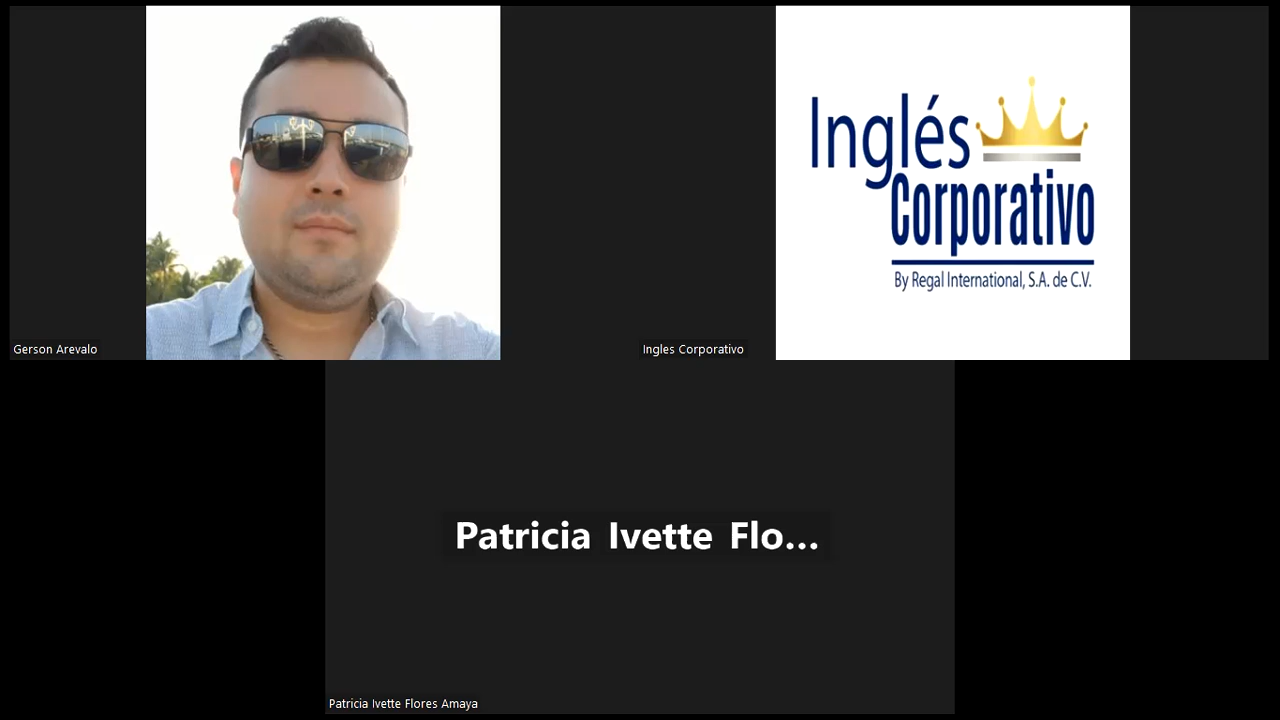 Inglés
Corporativo
By Regal International, S.A. de C.V.
Gerson Arevalo
Ingles Corporativo
Patricia Ivette Flo...
Patricia Ivette Flores Amaya